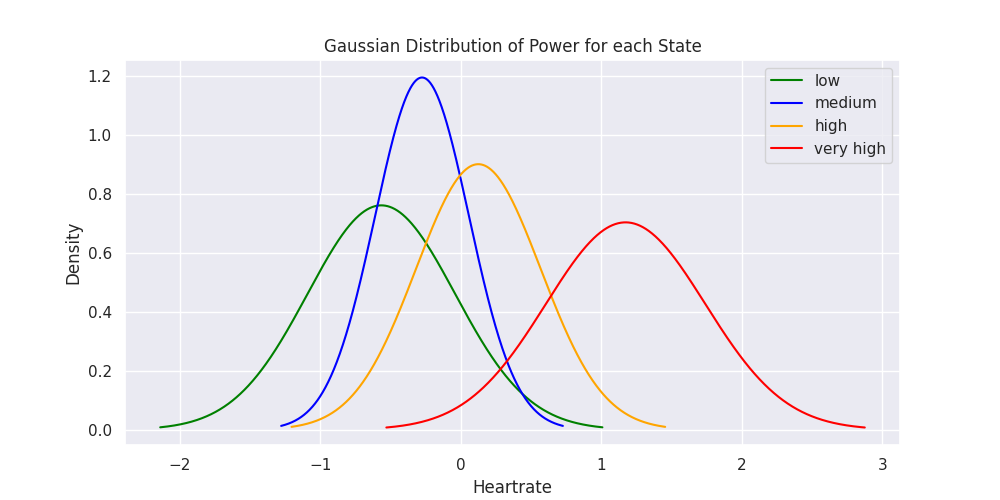 Gaussian Distribution of Power for each State
low
medium
high
very high
Density
1.2
1.0
0.8
0.6
0.4
0.2
0.0
−2
−1
0
1
2
3
Heartrate